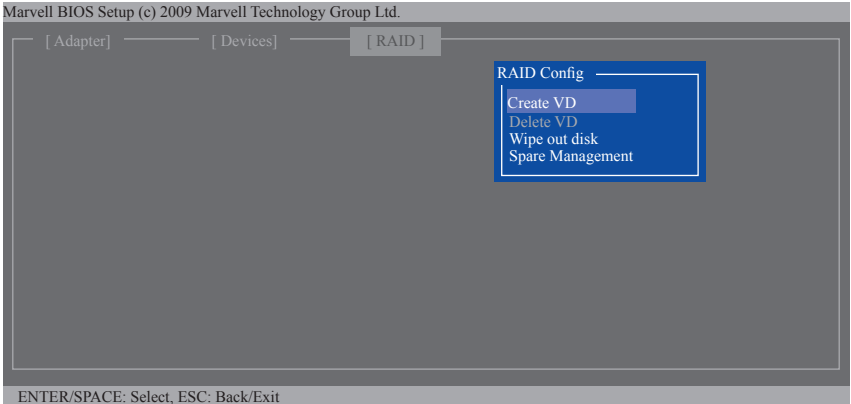 Marvell BIOS Setup (c) 2009 Marvell Technology Group Ltd.
[ Adapter] [ Devices] [ RAID ]
RAID Config
Create VD
Delete VD
Wipe out disk
Spare Management
ENTER/SPACE: Select, ESC: Back/Exit